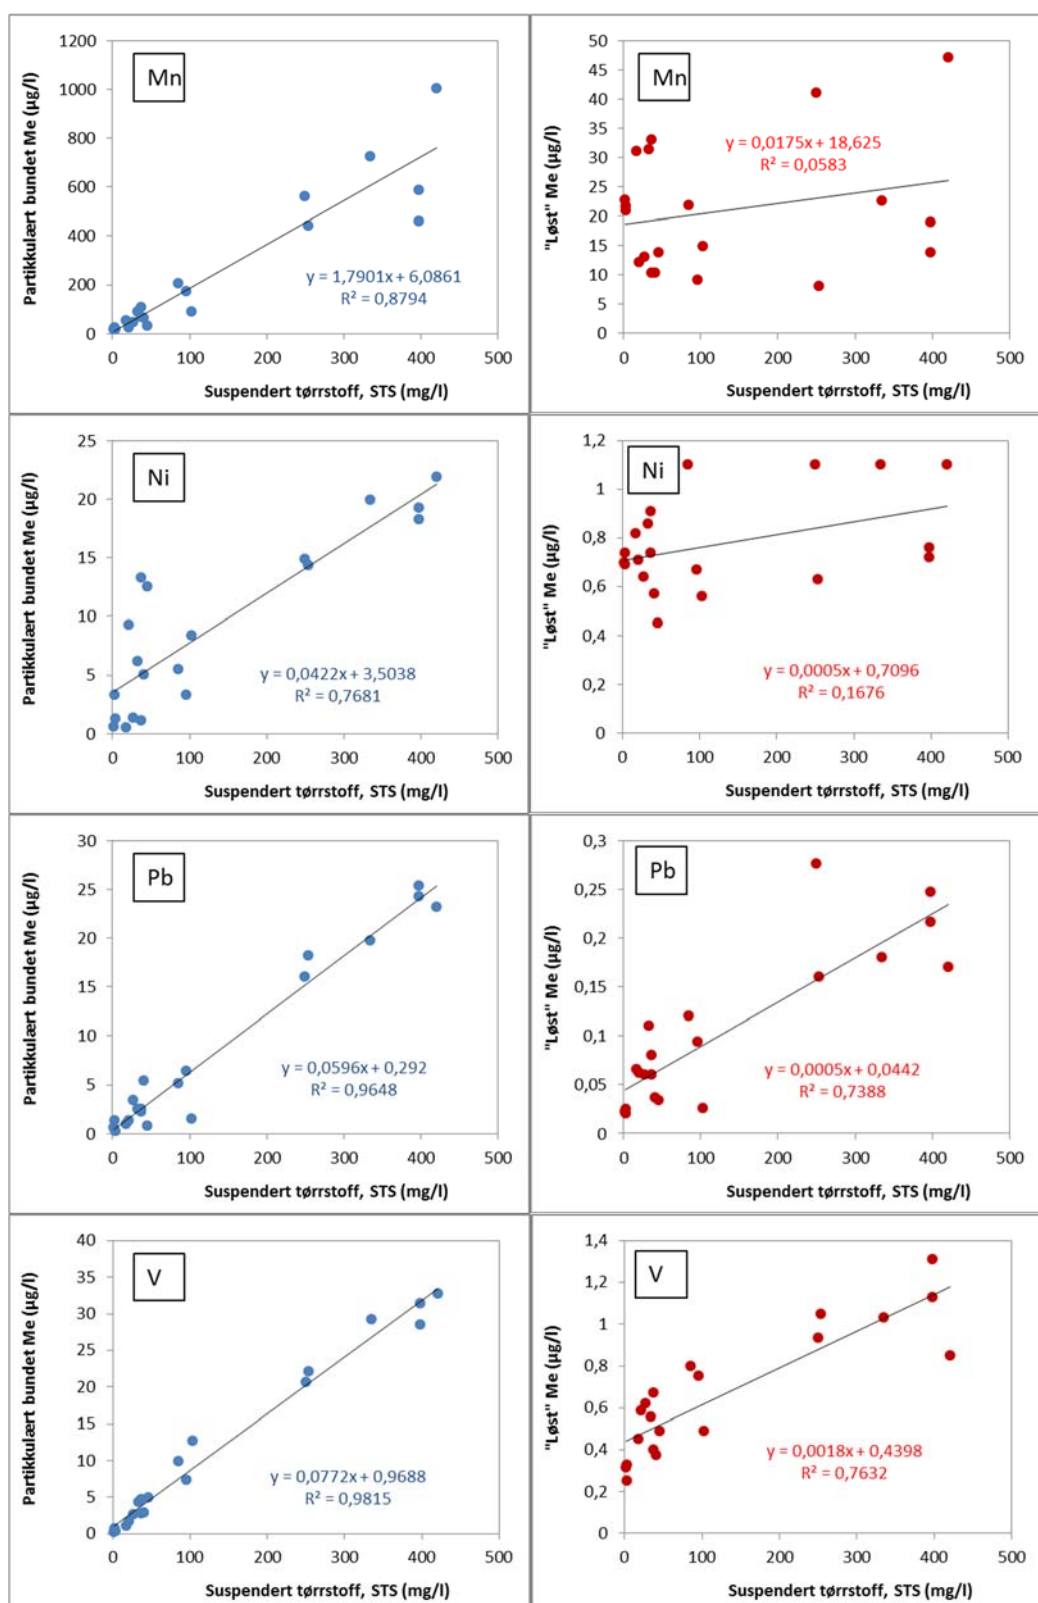 Mn
Partikkulært bundet Me (µg/l)
1200
1000
800
600
400
200
0
y = 1,7901x + 6,0861
R² = 0,8794
0 100 200 300 400 500
Suspendert tørrstoff, STS (mg/l)
Mn
"Løst" Me (µg/l)
50
45
40
35
30
25
20
15
10
5
0
y = 0,0175x + 18,625
R² = 0,0583
0 100 200 300 400 500
Suspendert tørrstoff, STS (mg/l)
Ni
Partikkulært bundet Me (µg/l)
25
20
15
10
5
0
y = 0,0422x + 3,5038
R² = 0,7681
0 100 200 300 400 500
Suspendert tørrstoff, STS (mg/l)
Ni
"Løst" Me (µg/l)
1,2
1
0,8
0,6
0,4
0,2
0
y = 0,0005x + 0,7096
R² = 0,1676
0 100 200 300 400 500
Suspendert tørrstoff, STS (mg/l)
Pb
Partikkulært bundet Me (µg/l)
30
25
20
15
10
5
0
y = 0,0596x + 0,292
R² = 0,9648
0 100 200 300 400 500
Suspendert tørrstoff, STS (mg/l)
Pb
"Løst" Me (µg/l)
0,3
0,25
0,2
0,15
0,1
0,05
0
y = 0,0005x + 0,0442
R² = 0,7388
0 100 200 300 400 500
Suspendert tørrstoff, STS (mg/l)
V
Partikkulært bundet Me (µg/l)
40
35
30
25
20
15
10
5
0
y = 0,0772x + 0,9688
R² = 0,9815
0 100 200 300 400 500
Suspendert tørrstoff, STS (mg/l)
V
"Løst" Me (µg/l)
1,4
1,2
1
0,8
0,6
0,4
0,2
0
y = 0,0018x + 0,4398
R² = 0,7632
0 100 200 300 400 500
Suspendert tørrstoff, STS (mg/l)